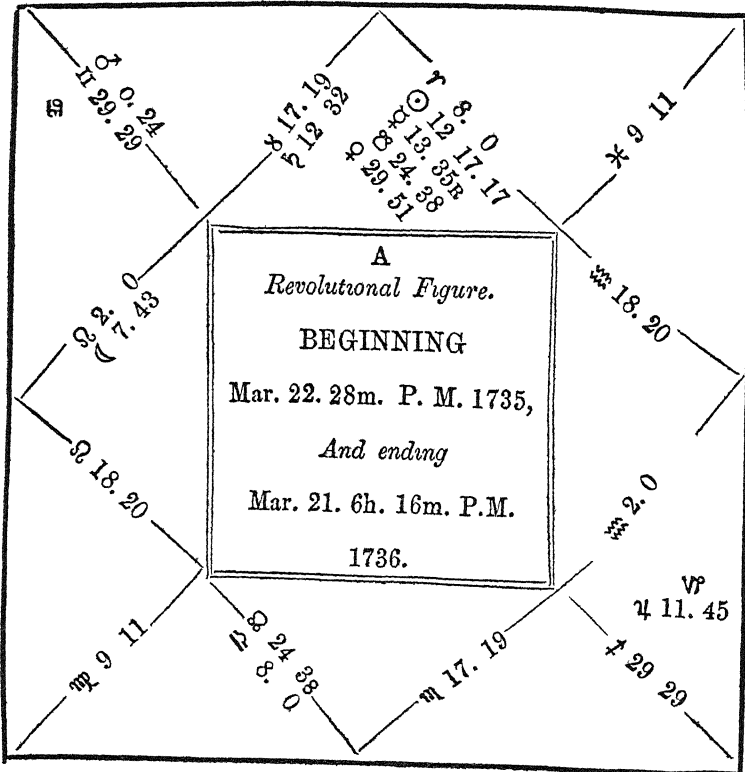 ♂ 0. 24
♊ 29. 29
♋
♉ 17. 19
♄ 12 32
♈ 8. 0
☉ 12 17. 17
☿ 13. 35R
☋ 24. 38
♀ 29. 51
♓ 9 11
♒ 18. 20
♌ 2. 0
☽ 7. 43
A
Revolutional Figure.
BEGINNING
Mar. 22. 28m. P. M. 1735,
And ending
Mar. 21. 6h. 16m. P.M.
1736.
♌ 18. 20
♒ 2. 0
♑
♃ 11. 45
♍ 9 11
☊ 24 38
♎ 8. 0
♏ 17. 19
♐ 29 29